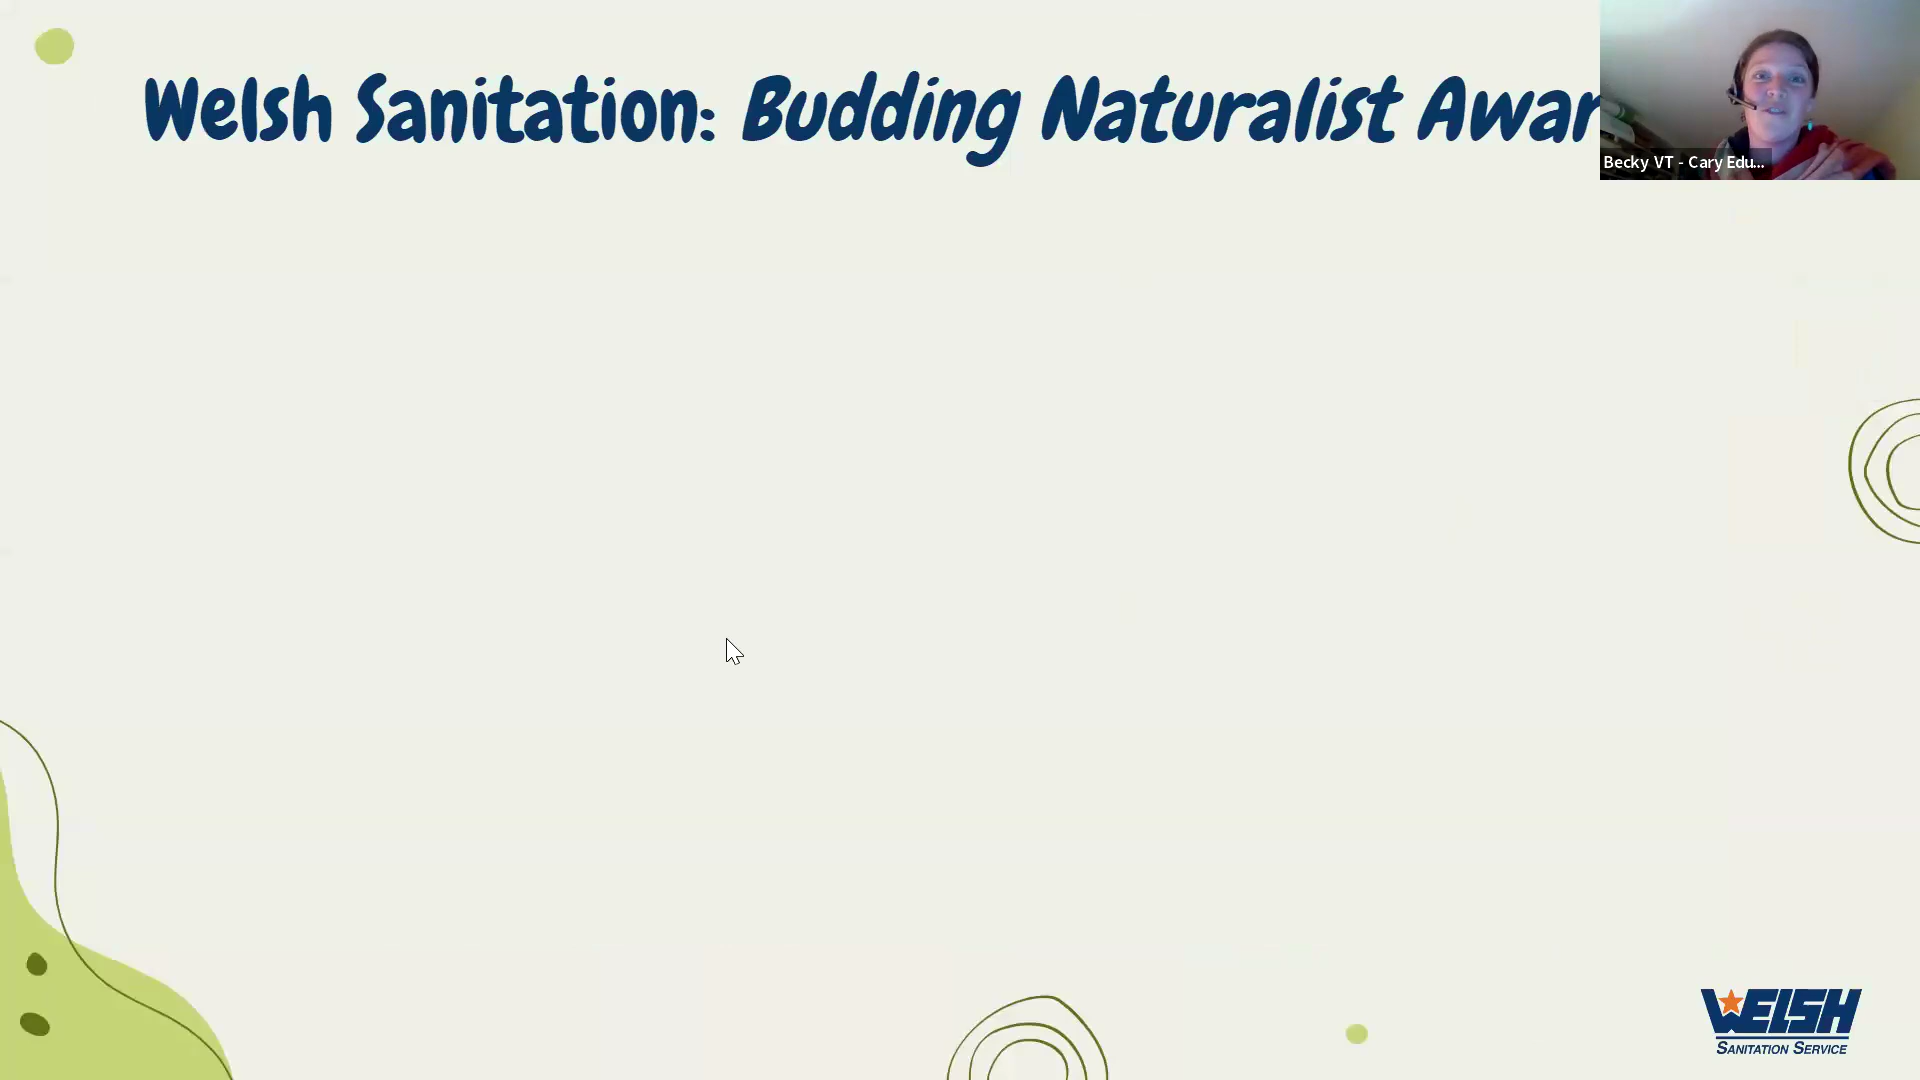 Welsh Sanitation: Budding Naturalist Awar
Becky VT - Cary Edu...
WELSH
SANITATION SERVICE